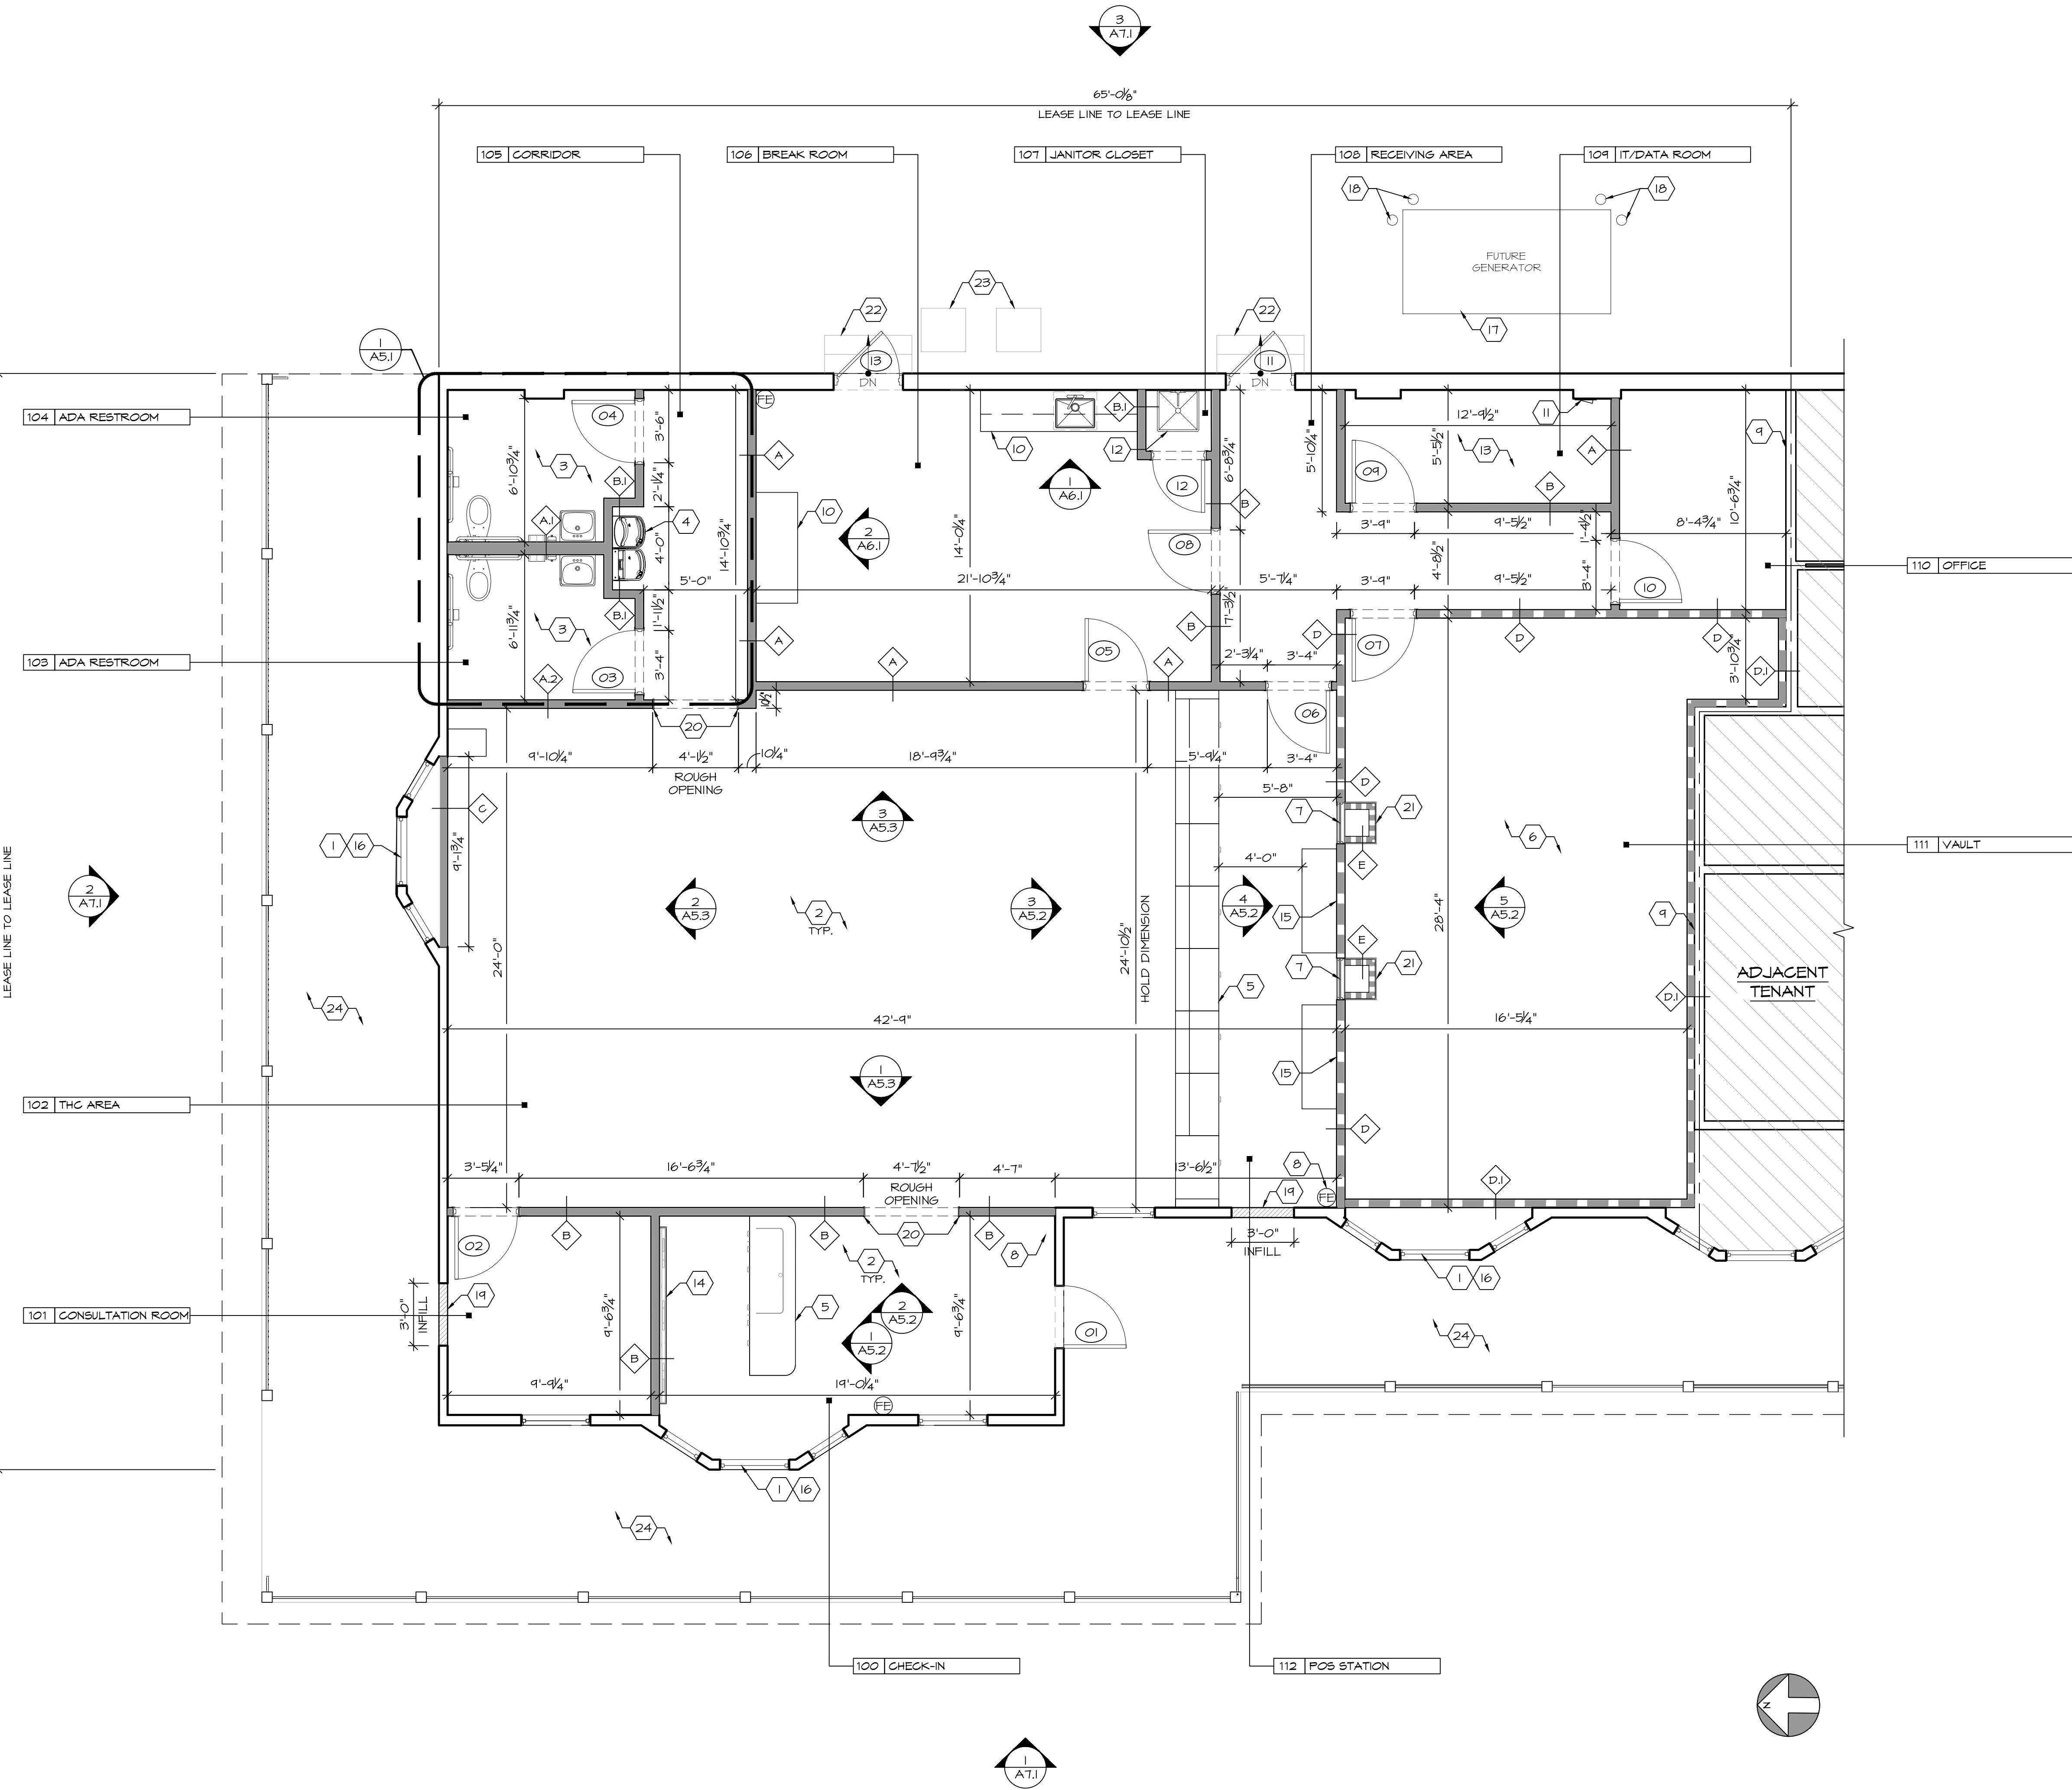 3
A7.1
65'-0⅛"
LEASE LINE TO LEASE LINE
105 CORRIDOR
106 BREAK ROOM
107 JANITOR CLOSET
108 RECEIVING AREA
109 IT/DATA ROOM
18
18
FUTURE
GENERATOR
23
22
22
17
1
A5.1
13
DN
11
DN
104 ADA RESTROOM
04
3'-6"
FE
B.1
10
12
12'-9½"
11
A
9
6'-10¾"
3
A
6'-8¾"
5'-10¼"
5'-5½"
09
13
B.1
2'-1¼"
1
A6.1
12
B
B
10'-6¾"
A.1
4
4'-0"
14'-10¾"
10
2
A6.1
14'-0¼"
08
3'-9"
9'-5½"
1'-4½"
8'-4¾"
4'-8½"
110 OFFICE
5'-0"
21'-10¾"
5'-7¼"
3'-9"
9'-5½"
3'-4"
10
6'-11¾"
3
B.1
1'-11½"
7'-3½"
B
D
D
D
A
103 ADA RESTROOM
A.2
03
3'-4"
A
05
A
2'-3¼"
3'-4"
07
3'-10¾"
D.1
10½"
20
06
9'-10¼"
4'-1½"
10¼"
18'-9¾"
5'-9¼"
3'-4"
ROUGH
OPENING
D
C
3
A5.3
5'-8"
7
21
1
16
9'-1¾"
6
111 VAULT
4'-0"
E
LEASE LINE TO LEASE LINE
2
A7.1
2
A5.3
2
TYP.
3
A5.2
4
A5.2
15
5
A5.2
9
24'-0"
24'-10½"
HOLD DIMENSION
28'-4"
E
7
21
ADJACENT
TENANT
24
5
D.1
42'-9"
16'-5¼"
1
A5.3
15
102 THC AREA
D
3'-5¼"
16'-6¾"
4'-7½"
4'-7"
13'-6½"
8
ROUGH
OPENING
FE
19
D.1
02
B
B
20
B
8
3'-0"
INFILL
2
TYP.
14
1
16
19
101 CONSULTATION ROOM
3'-0"
INFILL
9'-6¾"
5
2
A5.2
1
A5.2
9'-6¾"
01
24
B
9'-9¼"
19'-0¼"
FE
1
16
24
100 CHECK-IN
112 POS STATION
N
1
A7.1